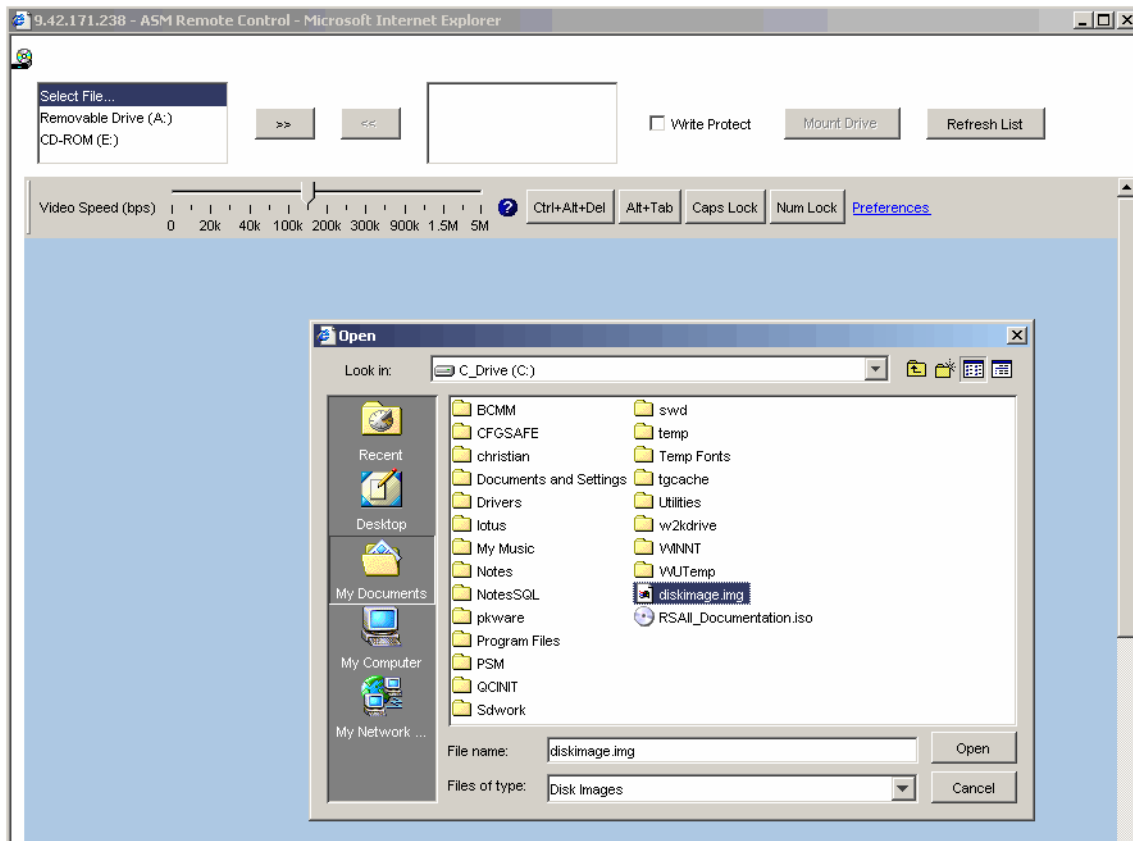 9.42.171.238 - ASM Remote Control - Microsoft Internet Explorer
Select File...
Removable Drive (A:)
CD-ROM (E:)
>>
<<
Write Protect
Mount Drive
Refresh List
Video Speed (bps)
0 20k 40k 100k 200k 300k 900k 1.5M 5M
?
Ctrl+Alt+Del
Alt+Tab
Caps Lock
Num Lock
Preferences
Open
Look in:
C_Drive (C:)
Recent
Desktop
My Documents
My Computer
My Network ...
BCMM
CFGSAFE
christian
Documents and Settings
Drivers
lotus
My Music
Notes
NotesSQL
pkware
Program Files
PSM
QCINIT
Sdwork
swd
temp
Temp Fonts
tgcache
Utilities
w2kdrive
WINNT
WUTemp
diskimage.img
RSAII_Documentation.iso
File name:
diskimage.img
Open
Files of type:
Disk Images
Cancel